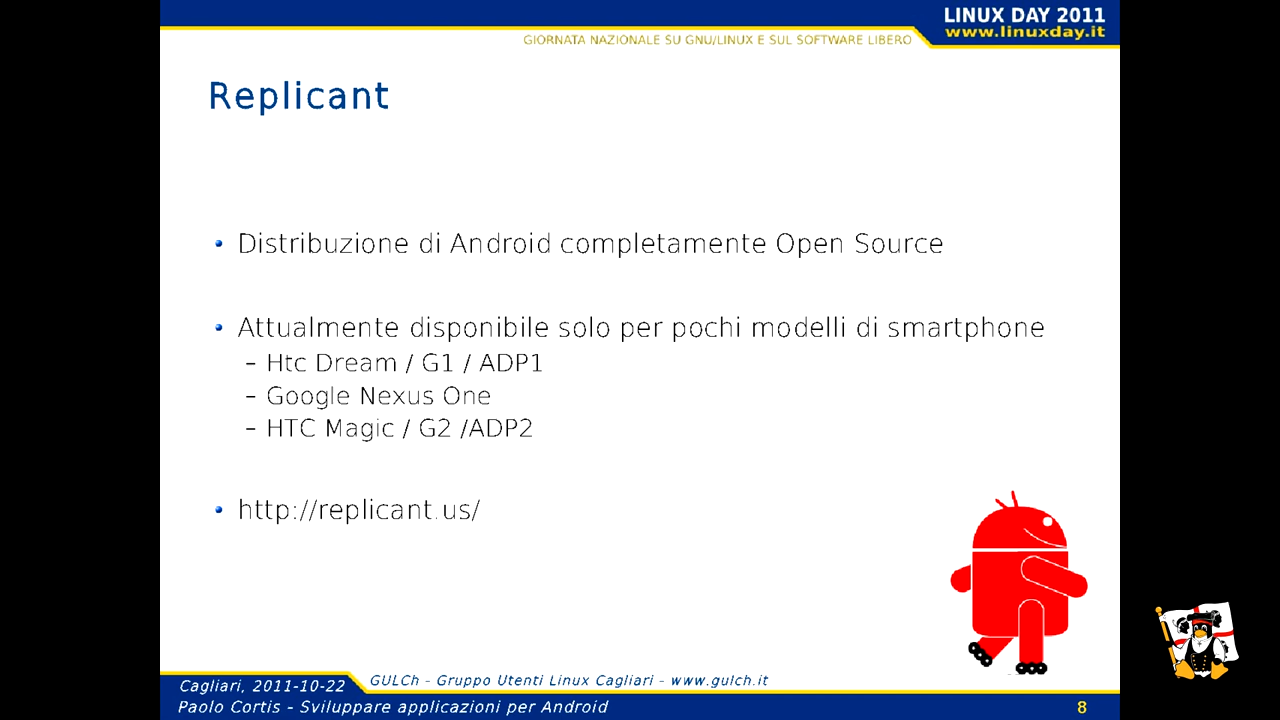 LINUX DAY 2011
www.linuxday.it
GIORNATA NAZIONALE SU GNU/LINUX E SUL SOFTWARE LIBERO
Replicant
• Distribuzione di Android completamente Open Source
• Attualmente disponibile solo per pochi modelli di smartphone
– Htc Dream / G1 / ADP1
– Google Nexus One
– HTC Magic / G2 /ADP2
• http://replicant.us/
Cagliari, 2011-10-22
GULCh - Gruppo Utenti Linux Cagliari - www.gulch.it
Paolo Cortis - Sviluppare applicazioni per Android
8